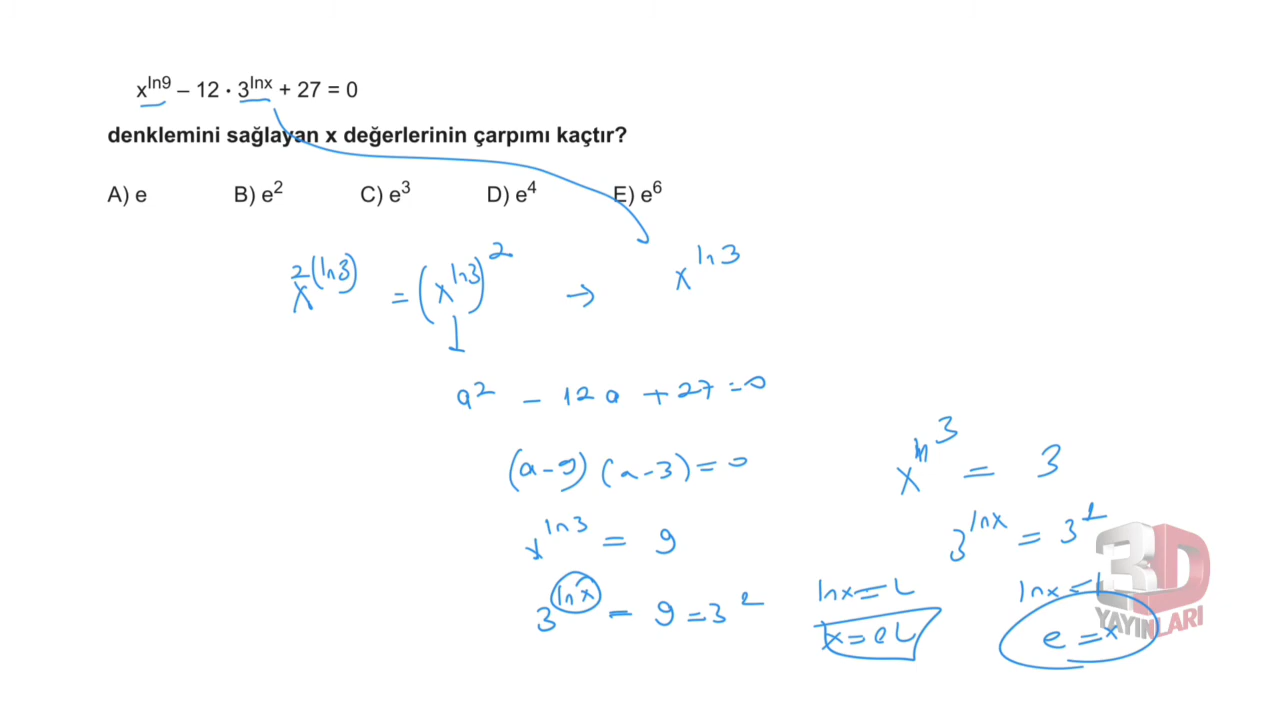 x^ln9 – 12 · 3^lnx + 27 = 0
denklemini sağlayan x değerlerinin çarpımı kaçtır?
A) e B) e² C) e³ D) e⁴ E) e⁶
x^2(ln3) = (x^ln3)² → x^ln3
a² – 12a + 27 = 0
(a – 9)(a – 3) = 0
x^ln3 = 9
3^lnx = 9 = 3²
lnx = 2
x = e²
x^ln3 = 3
3^lnx = 3¹
lnx = 1
e = x
3D
YAYINLARI